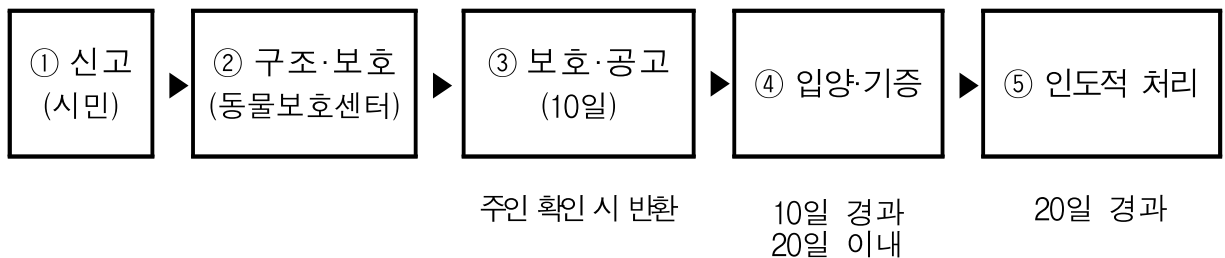 ① 신고
(시민)
② 구조·보호
(동물보호센터)
③ 보호·공고
(10일)
④ 입양·기증
⑤ 인도적 처리
주인 확인 시 반환
10일 경과
20일 이내
20일 경과